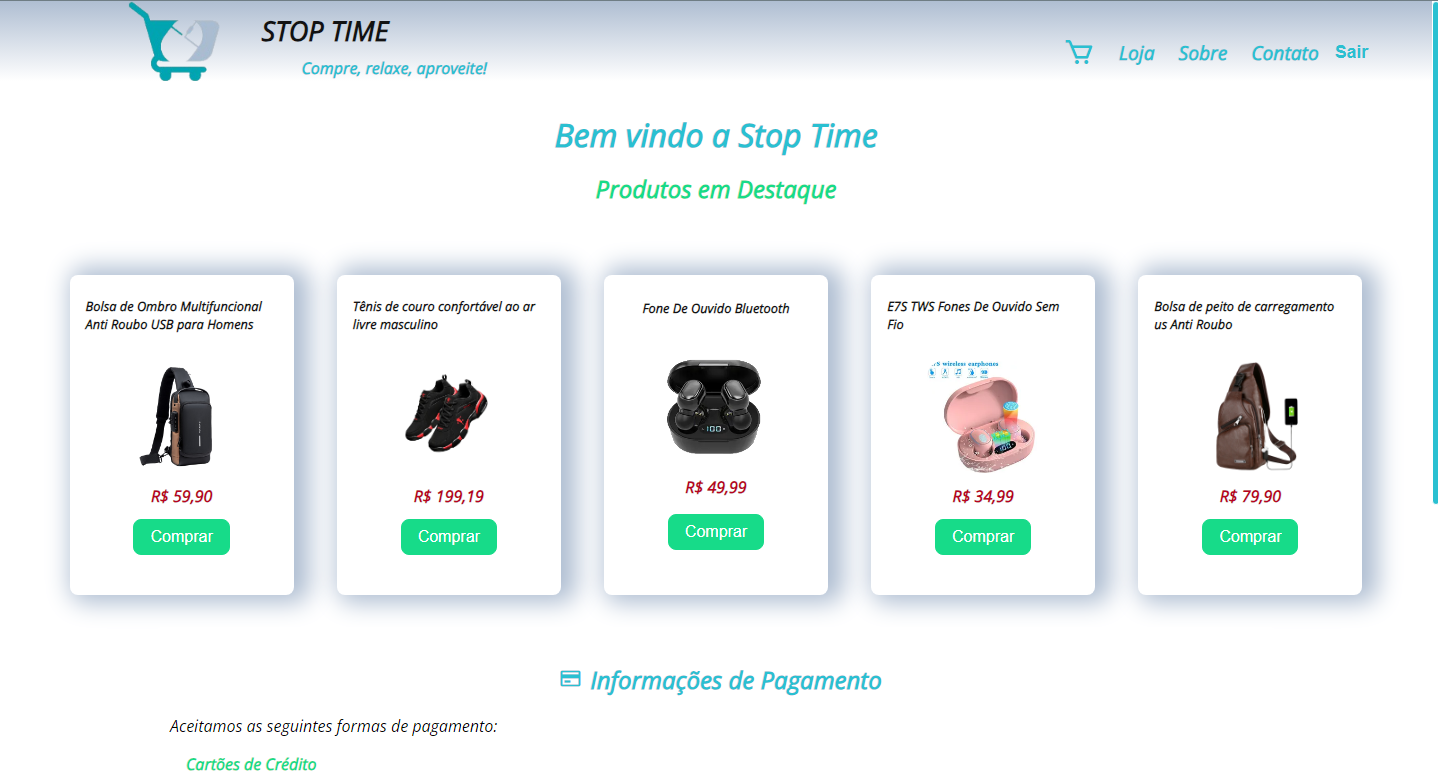 STOP TIME
Compre, relaxe, aproveite!
Loja Sobre Contato Sair
Bem vindo a Stop Time
Produtos em Destaque
Bolsa de Ombro Multifuncional
Anti Roubo USB para Homens
R$ 59,90
Comprar
Tênis de couro confortável ao ar
livre masculino
R$ 199,19
Comprar
Fone De Ouvido Bluetooth
100
R$ 49,99
Comprar
E7S TWS Fones De Ouvido Sem
Fio
wireless earphones
R$ 34,99
Comprar
Bolsa de peito de carregamento
us Anti Roubo
R$ 79,90
Comprar
Informações de Pagamento
Aceitamos as seguintes formas de pagamento:
Cartões de Crédito